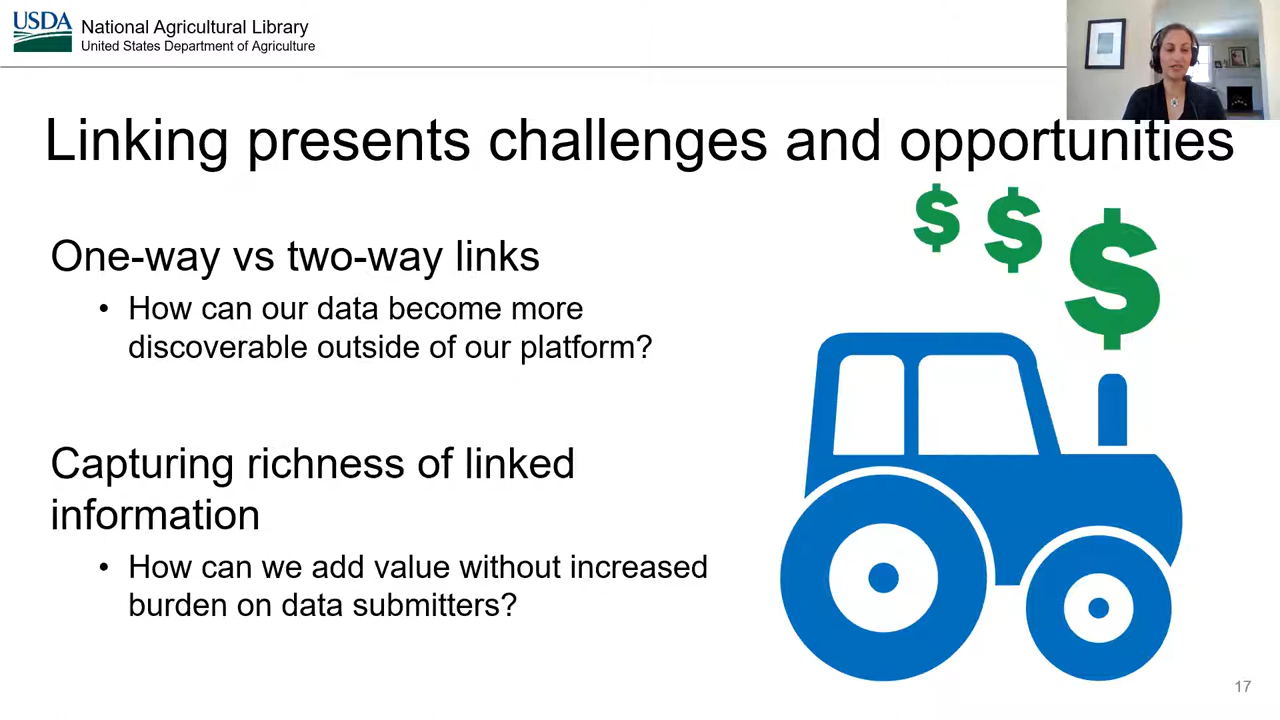 USDA
National Agricultural Library
United States Department of Agriculture
Linking presents challenges and opportunities
$ $ $
One-way vs two-way links
• How can our data become more
discoverable outside of our platform?
Capturing richness of linked
information
• How can we add value without increased
burden on data submitters?
17